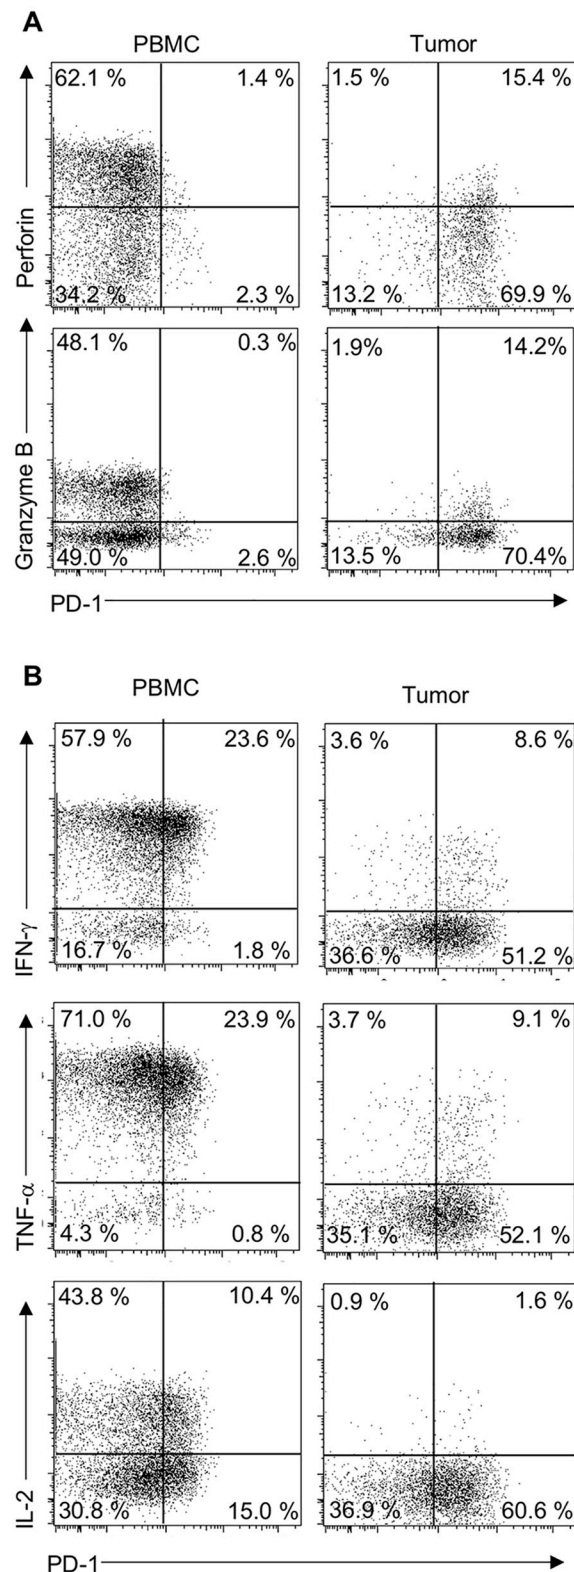 A
PBMC Tumor
62.1 % 1.4 % 1.5 % 15.4 %
Perforin
34.2 % 2.3 % 13.2 % 69.9 %
48.1 % 0.3 % 1.9% 14.2%
Granzyme B
49.0 % 2.6 % 13.5 % 70.4%
PD-1
B
PBMC Tumor
57.9 % 23.6 % 3.6 % 8.6 %
IFN-γ
16.7 % 1.8 % 36.6 % 51.2 %
71.0 % 23.9 % 3.7 % 9.1 %
TNF-α
4.3 % 0.8 % 35.1 % 52.1 %
43.8 % 10.4 % 0.9 % 1.6 %
IL-2
30.8 % 15.0 % 36.9 % 60.6 %
PD-1